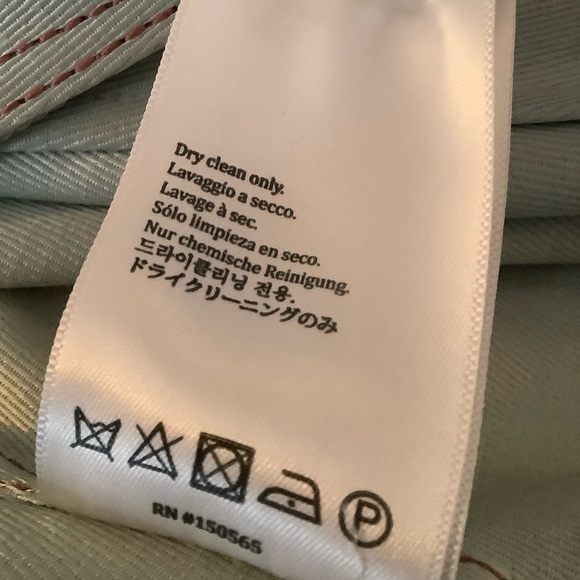 Dry clean only.
Lavaggio a secco.
Lavage à sec.
Sólo limpieza en seco.
Nur chemische Reinigung.
드라이클리닝 전용.
ドライクリーニングのみ
P
RN #150565